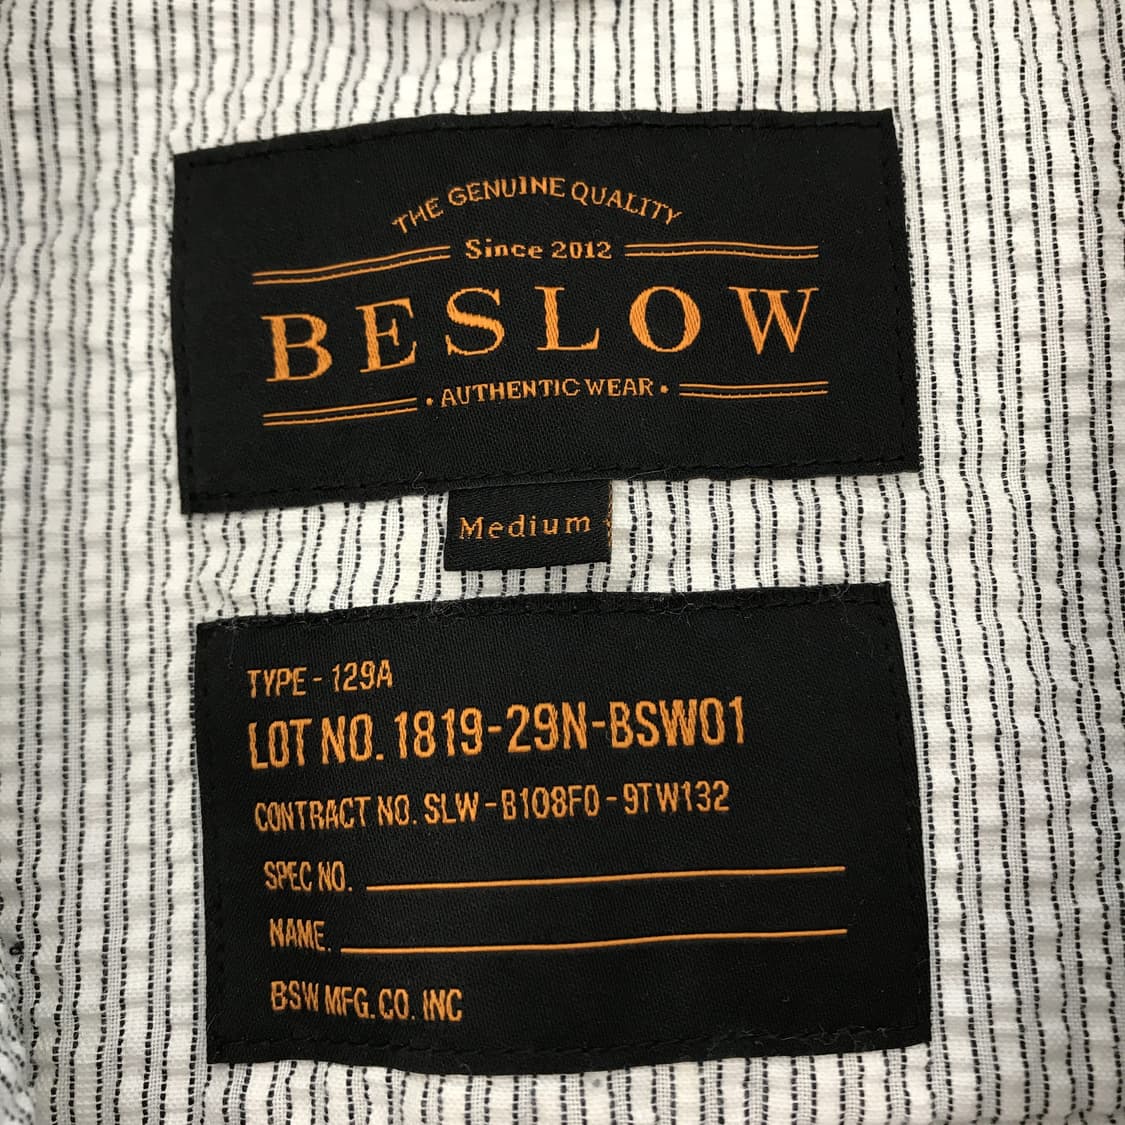 THE GENUINE QUALITY
Since 2012
BESLOW
• AUTHENTIC WEAR •
Medium
TYPE - 129A
LOT NO. 1819-29N-BSW01
CONTRACT NO. SLW - B108F0 - 9TW132
SPEC NO.
NAME.
BSW MFG. CO. INC